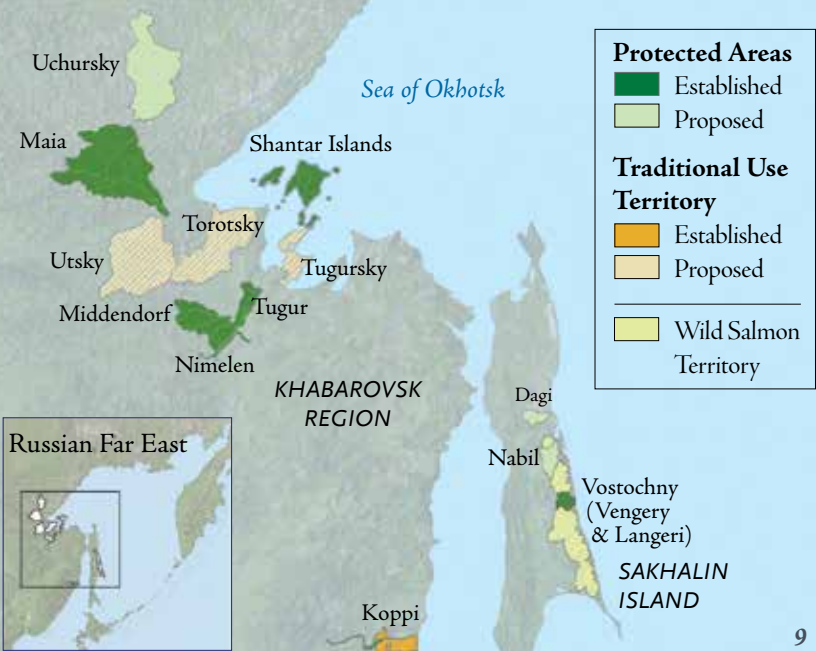 Uchursky
Sea of Okhotsk
Maia
Shantar Islands
Torotsky
Utsky
Tugursky
Middendorf
Tugur
Nimelen
KHABAROVSK
REGION
Dagi
Nabil
Vostochny
(Vengery
& Langeri)
SAKHALIN
ISLAND
Koppi
Protected Areas
Established
Proposed
Traditional Use
Territory
Established
Proposed
Wild Salmon
Territory
Russian Far East
9